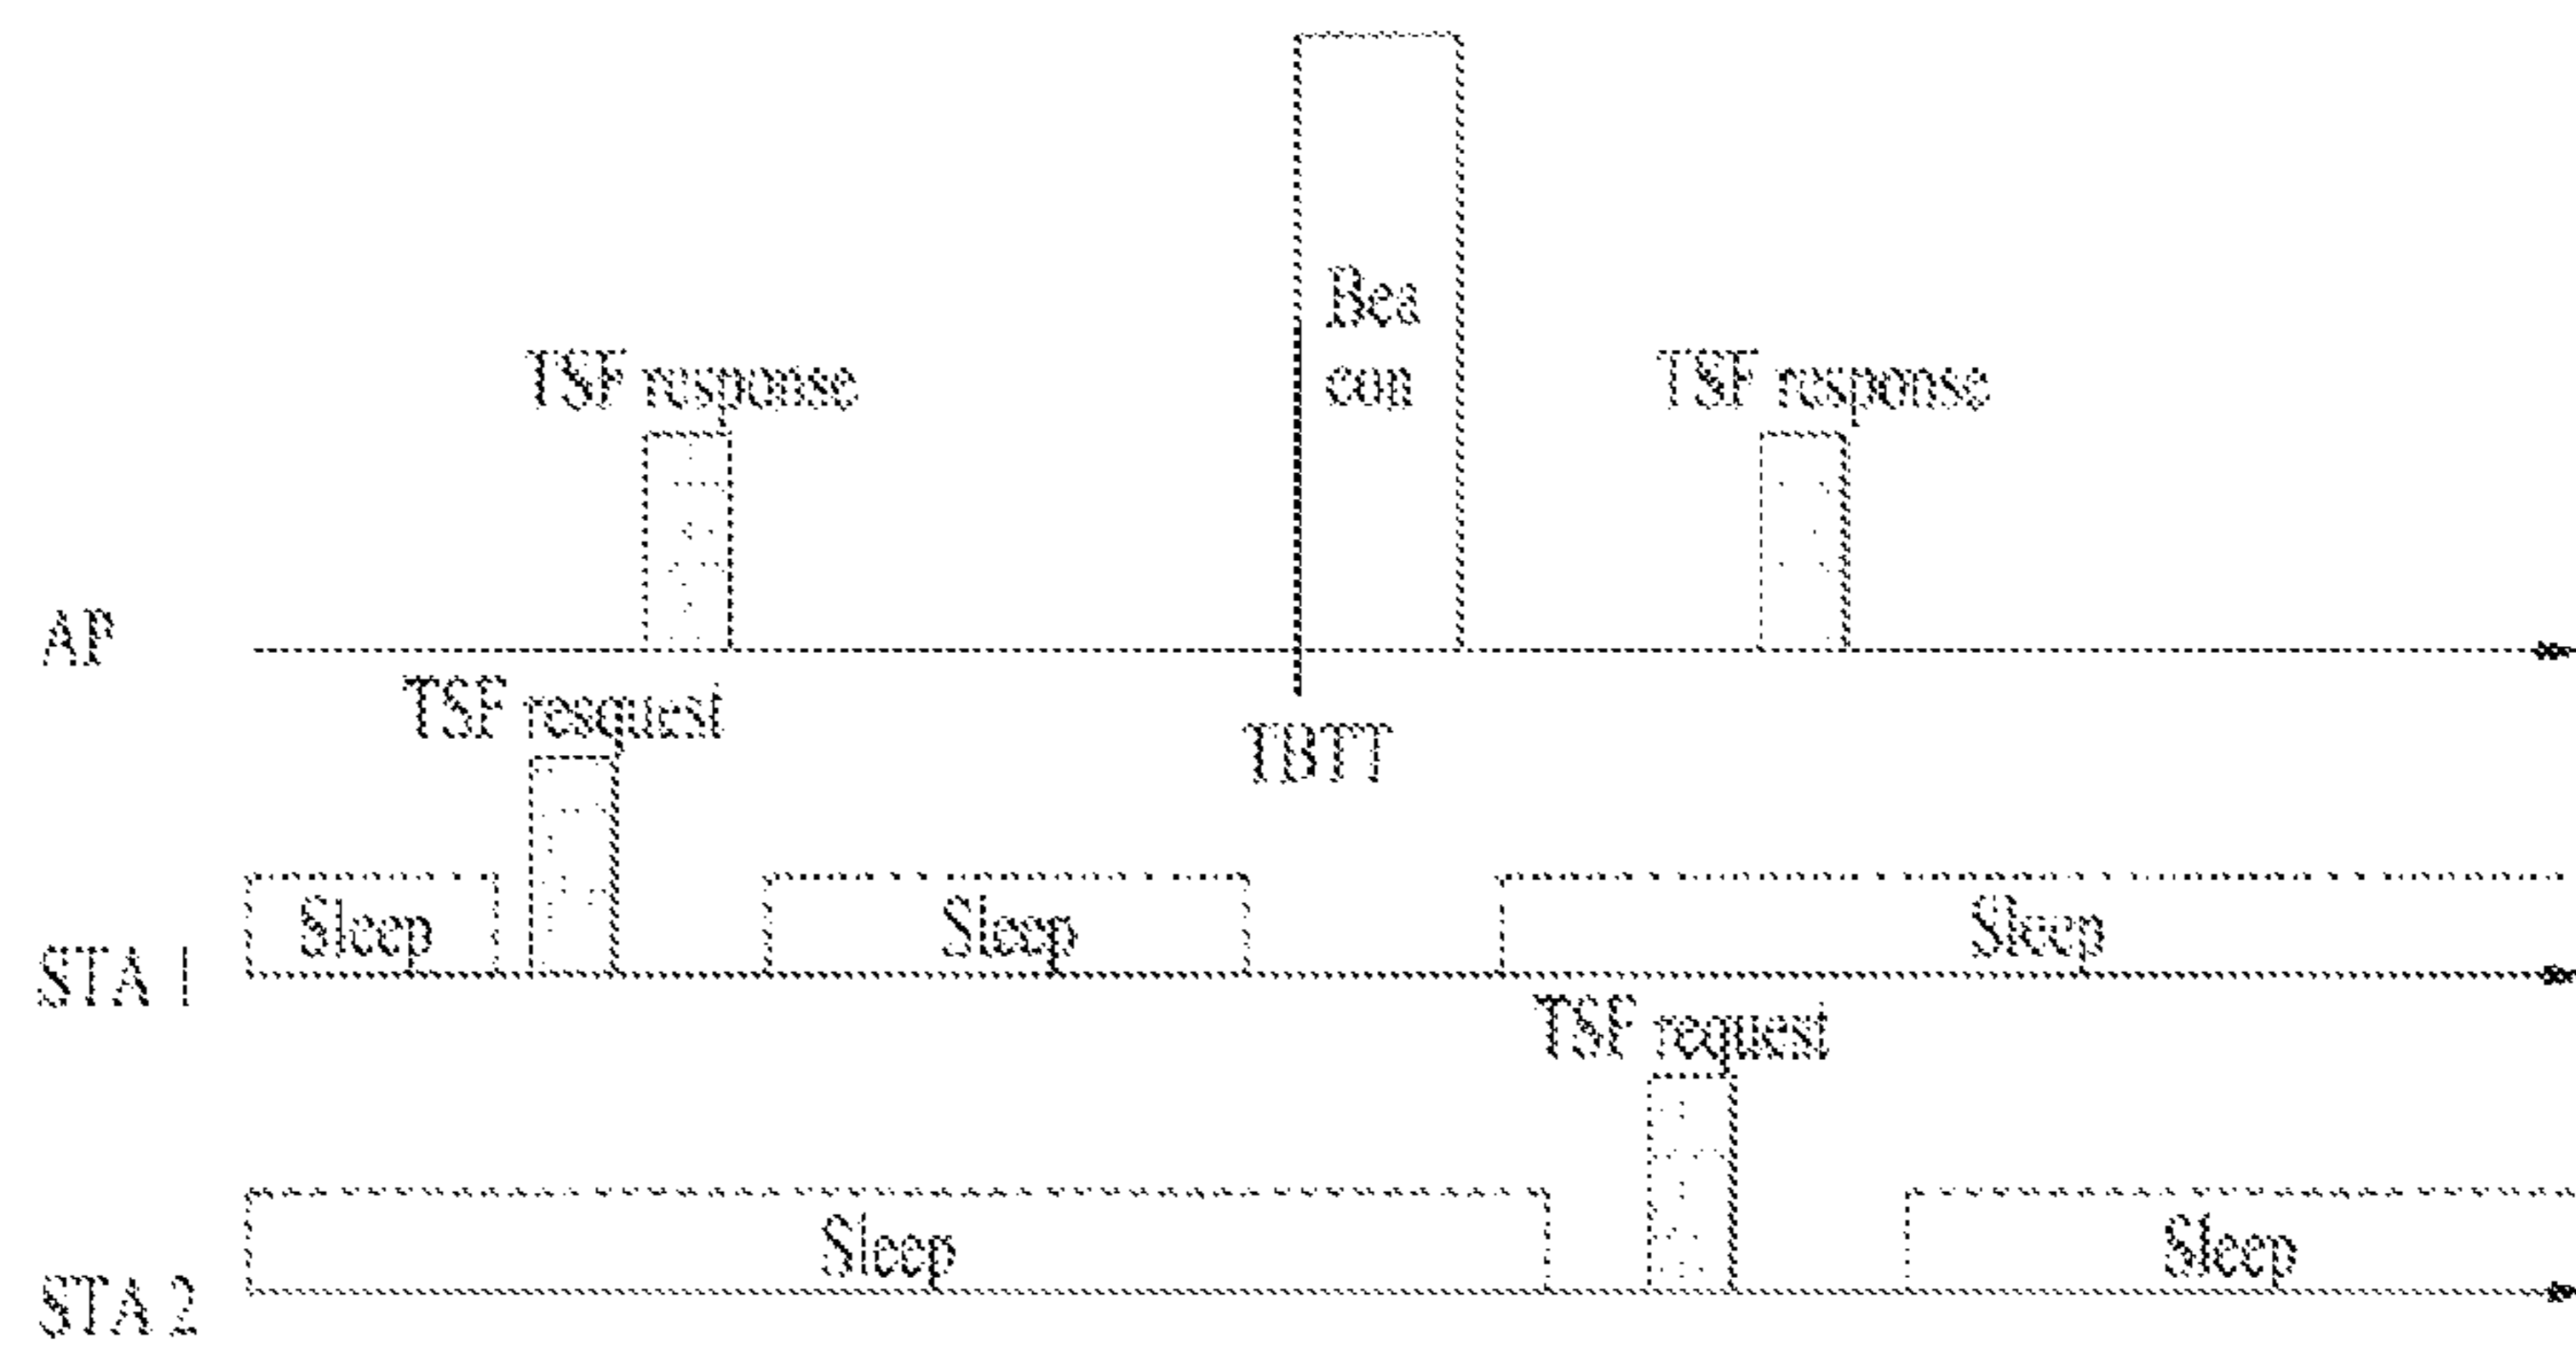 Bea
con
TSF response
TSF response
AP
TSF resquest
TBTT
Sleep
Sleep
Sleep
STA 1
TSF request
Sleep
Sleep
STA 2